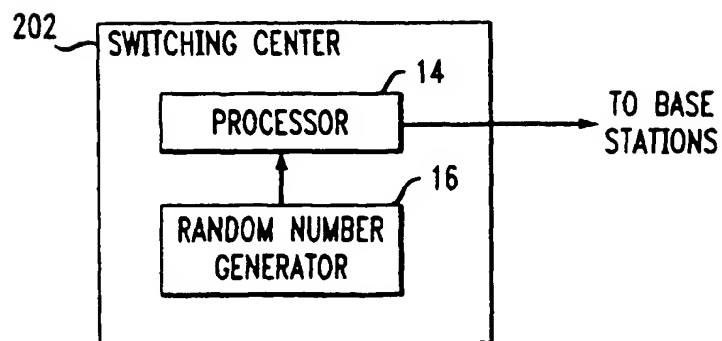 202
SWITCHING CENTER
14
PROCESSOR
TO BASE
STATIONS
16
RANDOM NUMBER
GENERATOR